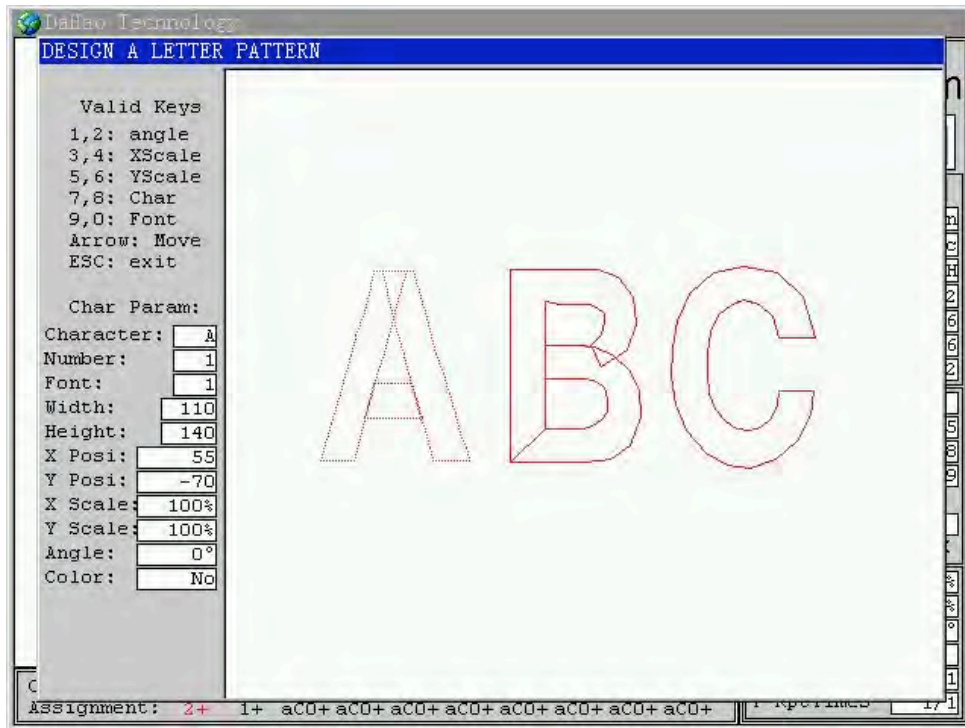 DaHao Technology
DESIGN A LETTER PATTERN
Valid Keys
1,2: angle
3,4: XScale
5,6: YScale
7,8: Char
9,0: Font
Arrow: Move
ESC: exit
Char Param:
Character: A
Number: 1
Font: 1
Width: 110
Height: 140
X Posi: 55
Y Posi: -70
X Scale: 100%
Y Scale: 100%
Angle: 0°
Color: No
ABC
Assignment: 2+ 1+ aC0+ aC0+ aC0+ aC0+ aC0+ aC0+ aC0+ aC0+
1/1